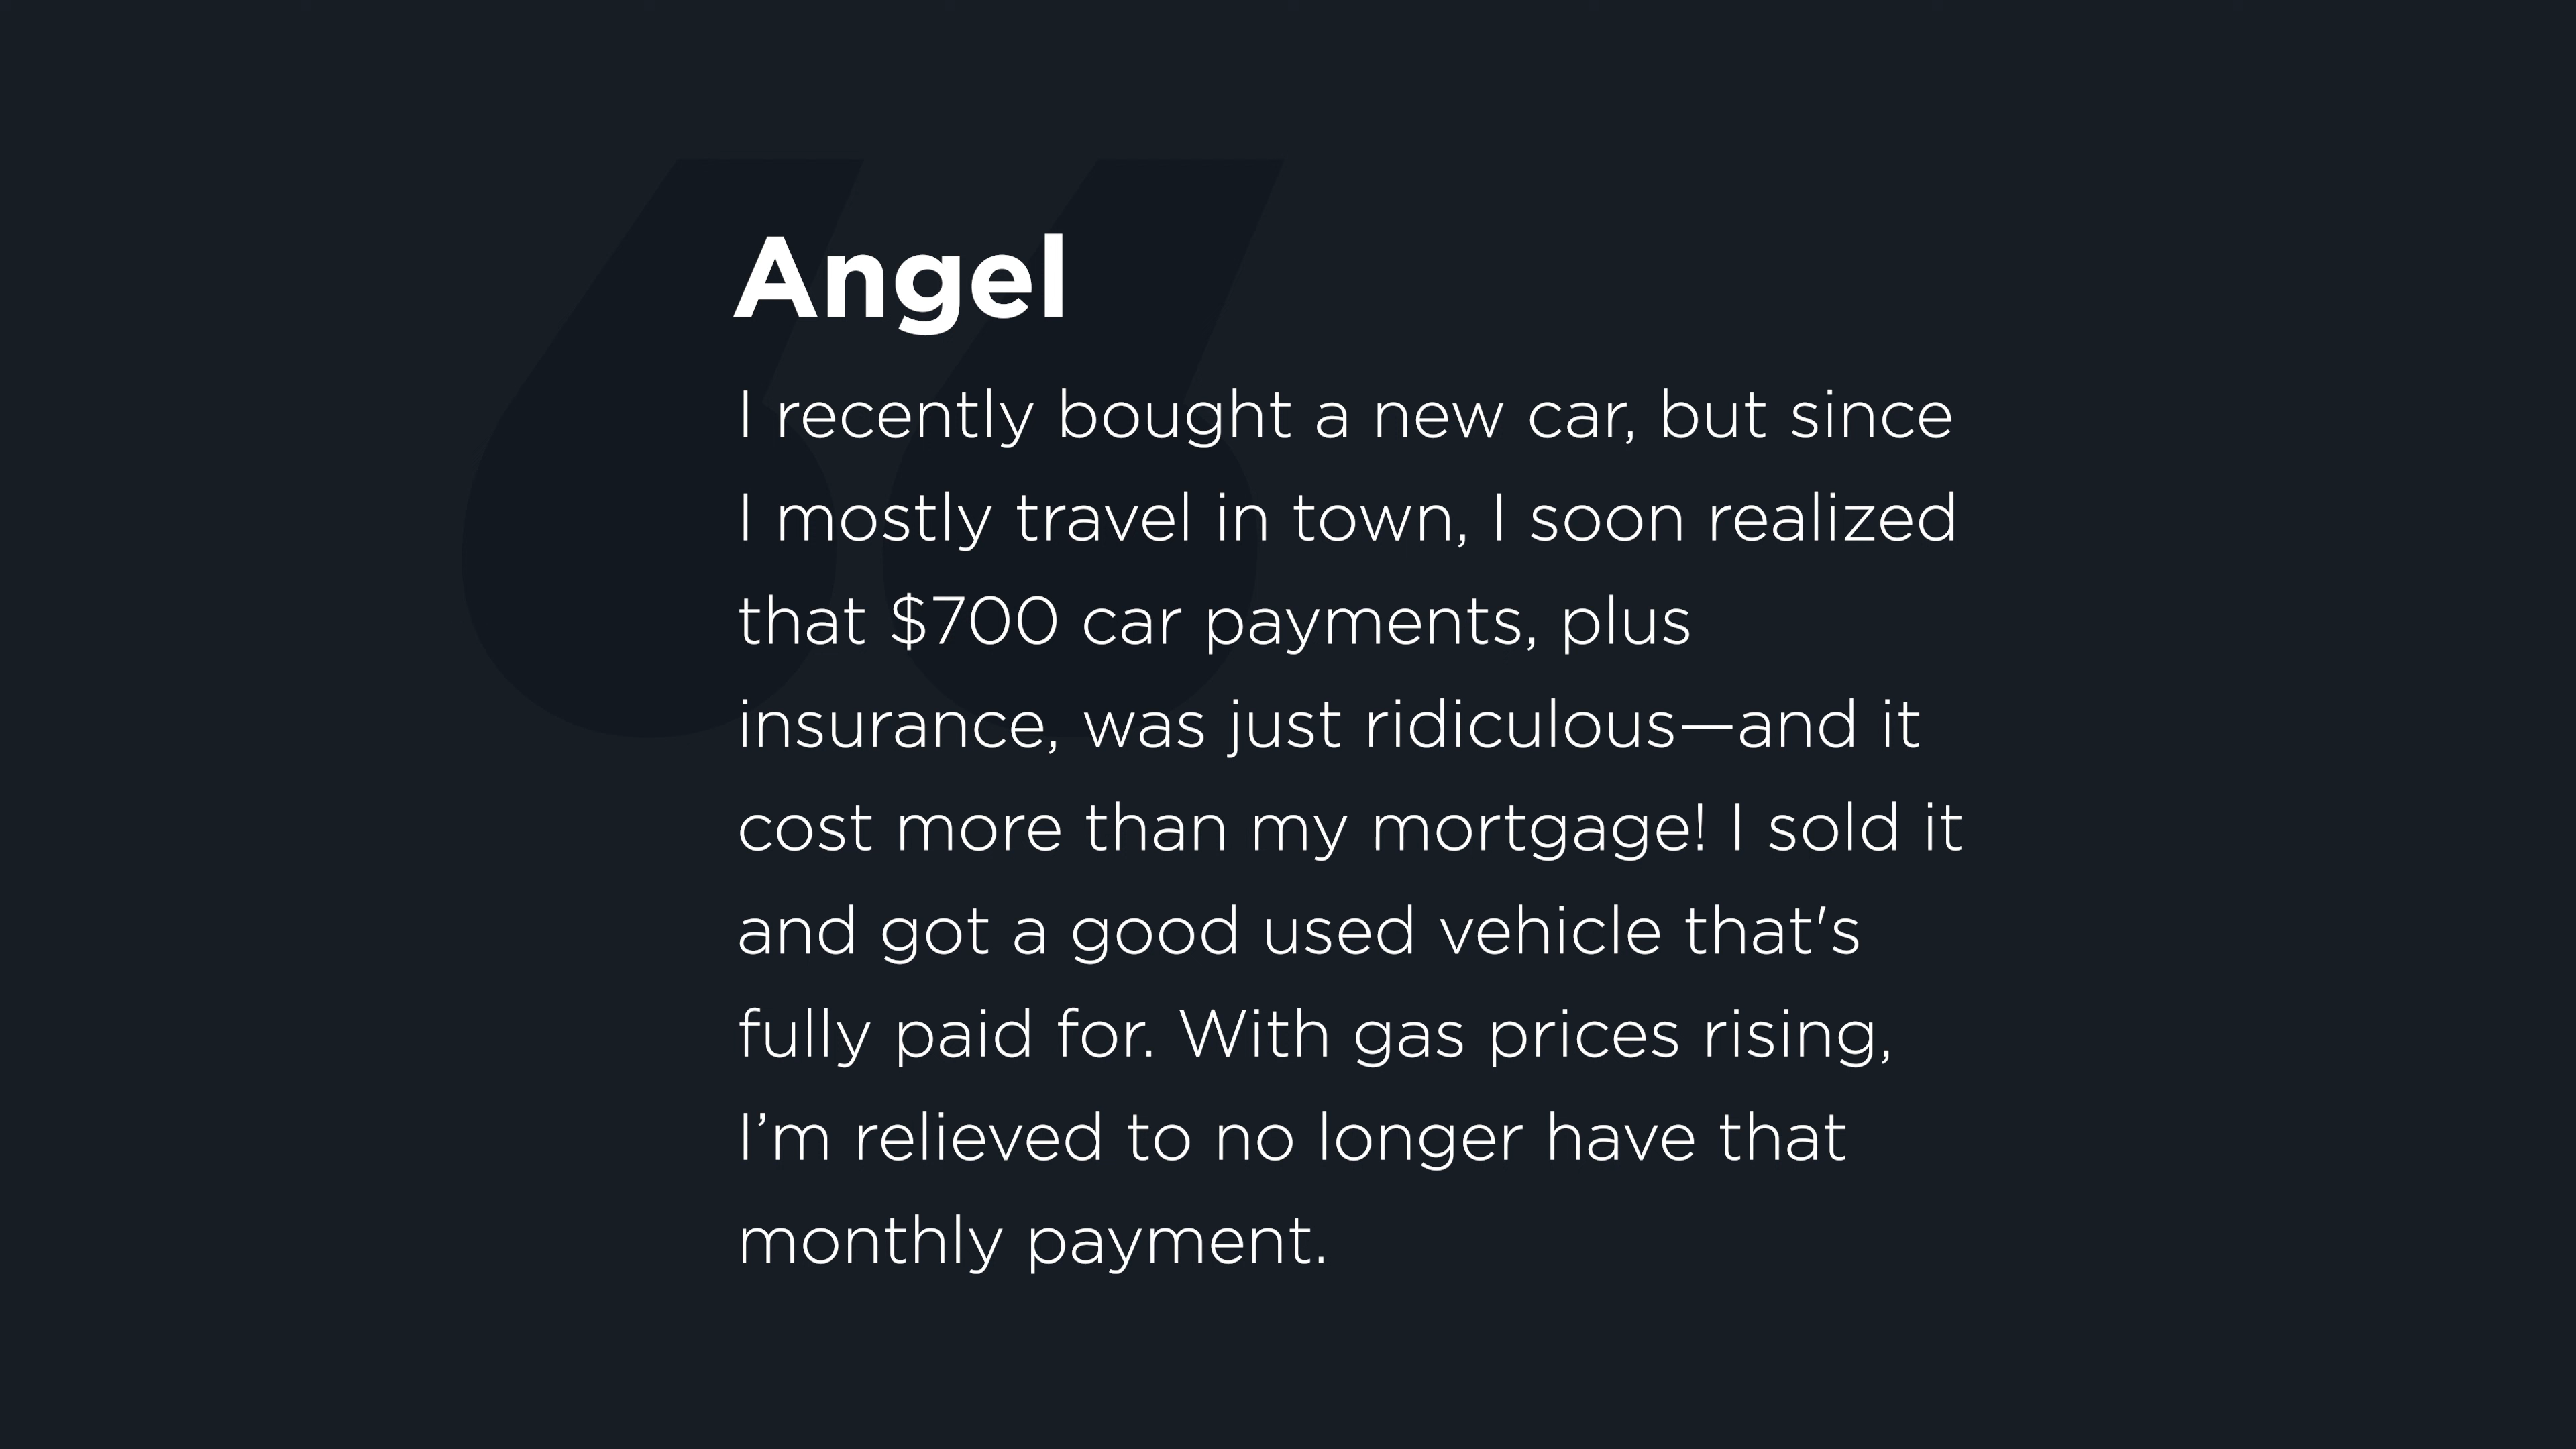 Angel
I recently bought a new car, but since
I mostly travel in town, I soon realized
that $700 car payments, plus
insurance, was just ridiculous—and it
cost more than my mortgage! I sold it
and got a good used vehicle that's
fully paid for. With gas prices rising,
I’m relieved to no longer have that
monthly payment.